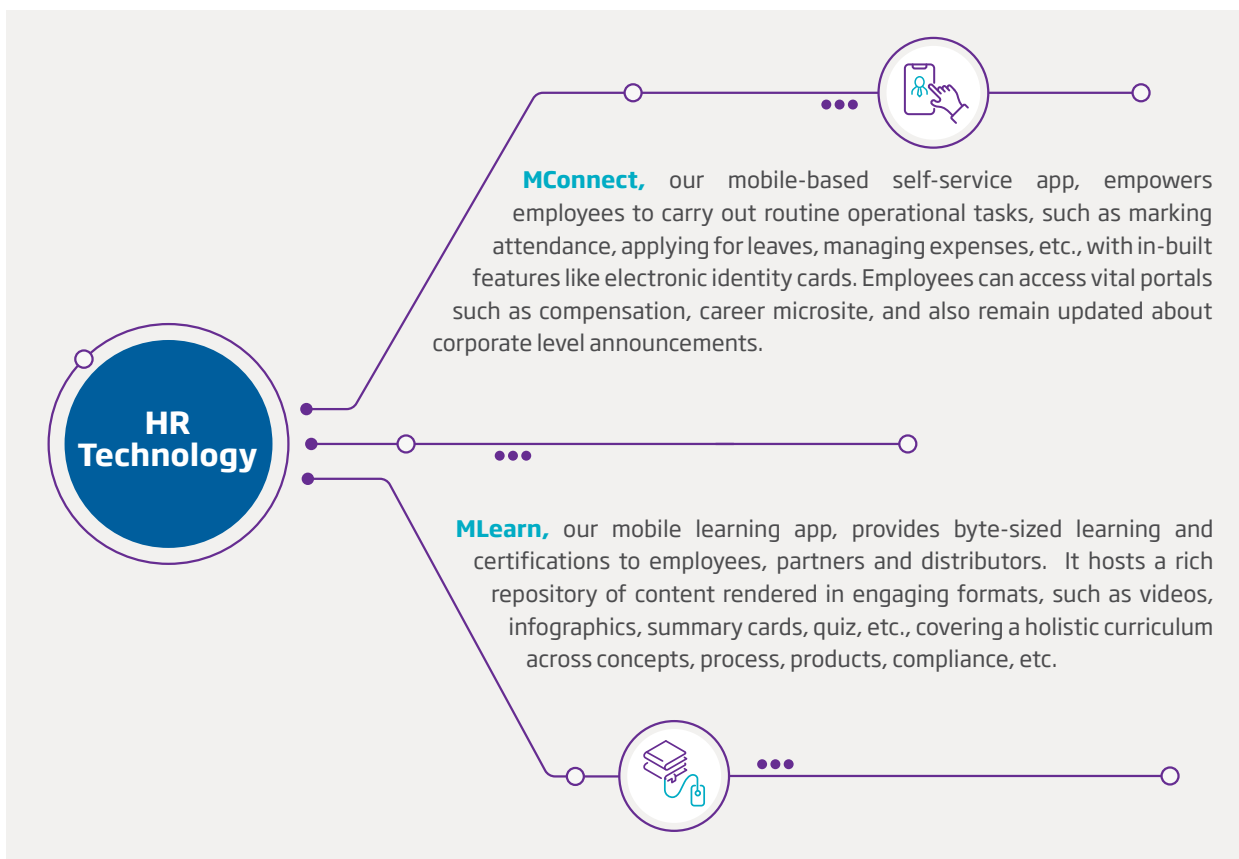 MConnect, our mobile-based self-service app, empowers
employees to carry out routine operational tasks, such as marking
attendance, applying for leaves, managing expenses, etc., with in-built
features like electronic identity cards. Employees can access vital portals
such as compensation, career microsite, and also remain updated about
corporate level announcements.
HR
Technology
MLearn, our mobile learning app, provides byte-sized learning and
certifications to employees, partners and distributors. It hosts a rich
repository of content rendered in engaging formats, such as videos,
infographics, summary cards, quiz, etc., covering a holistic curriculum
across concepts, process, products, compliance, etc.